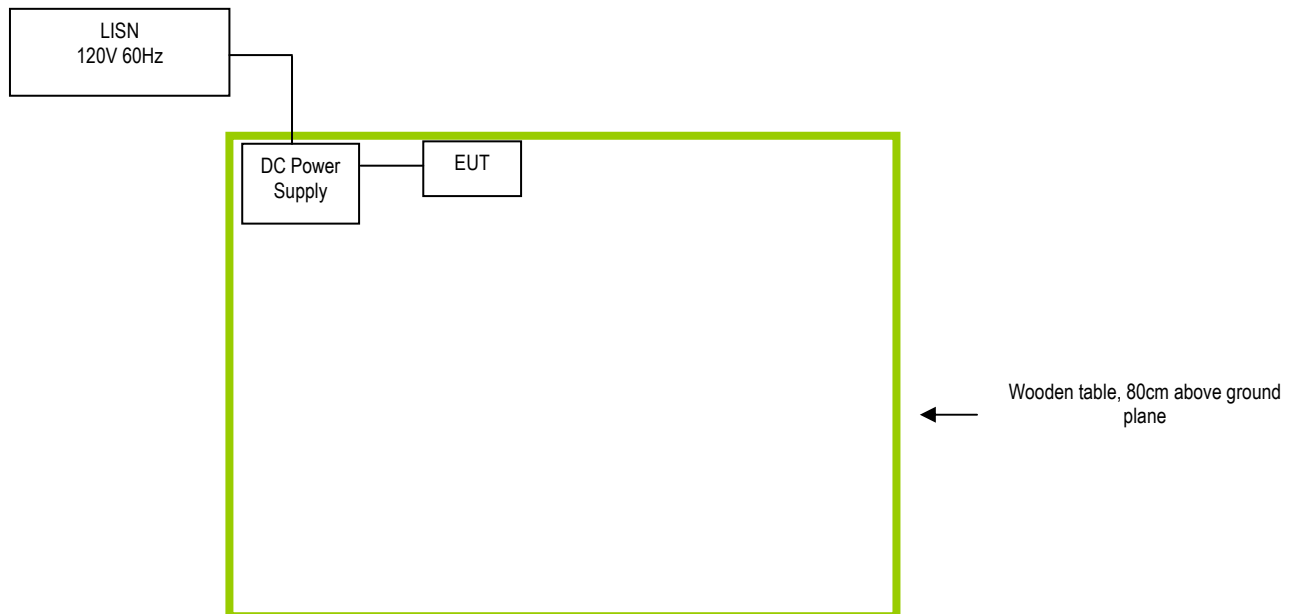 LISN
120V 60Hz
DC Power
Supply
EUT
Wooden table, 80cm above ground
plane